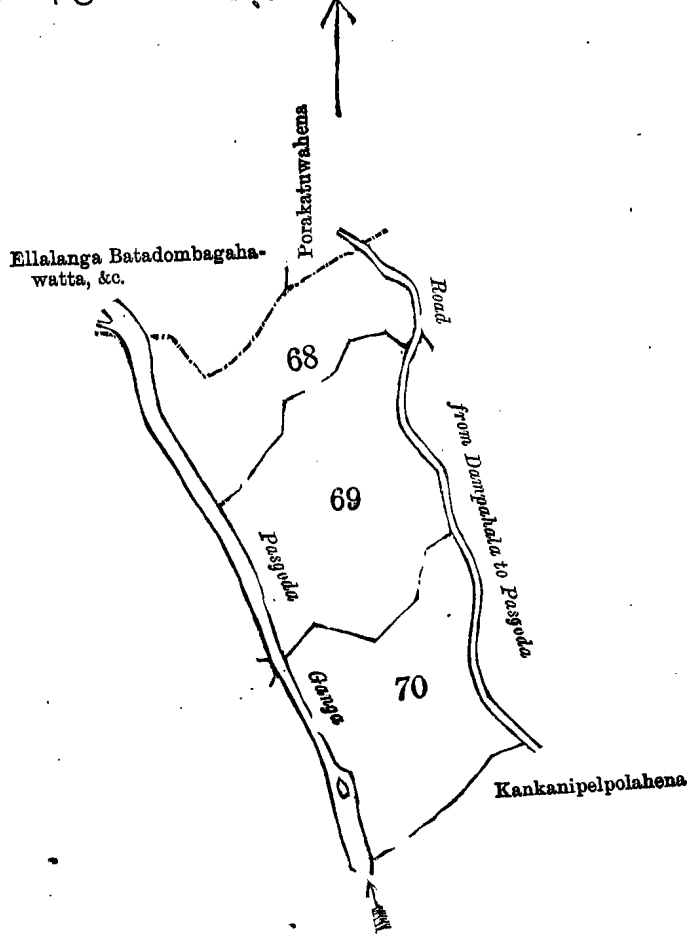 Porakatuwahena
Ellalanga Batadombagaha-
watta, &c.
Road
68
from Dampahala to Pasgoda
69
Pasgoda
Ganga
70
Kankanipelpolahena